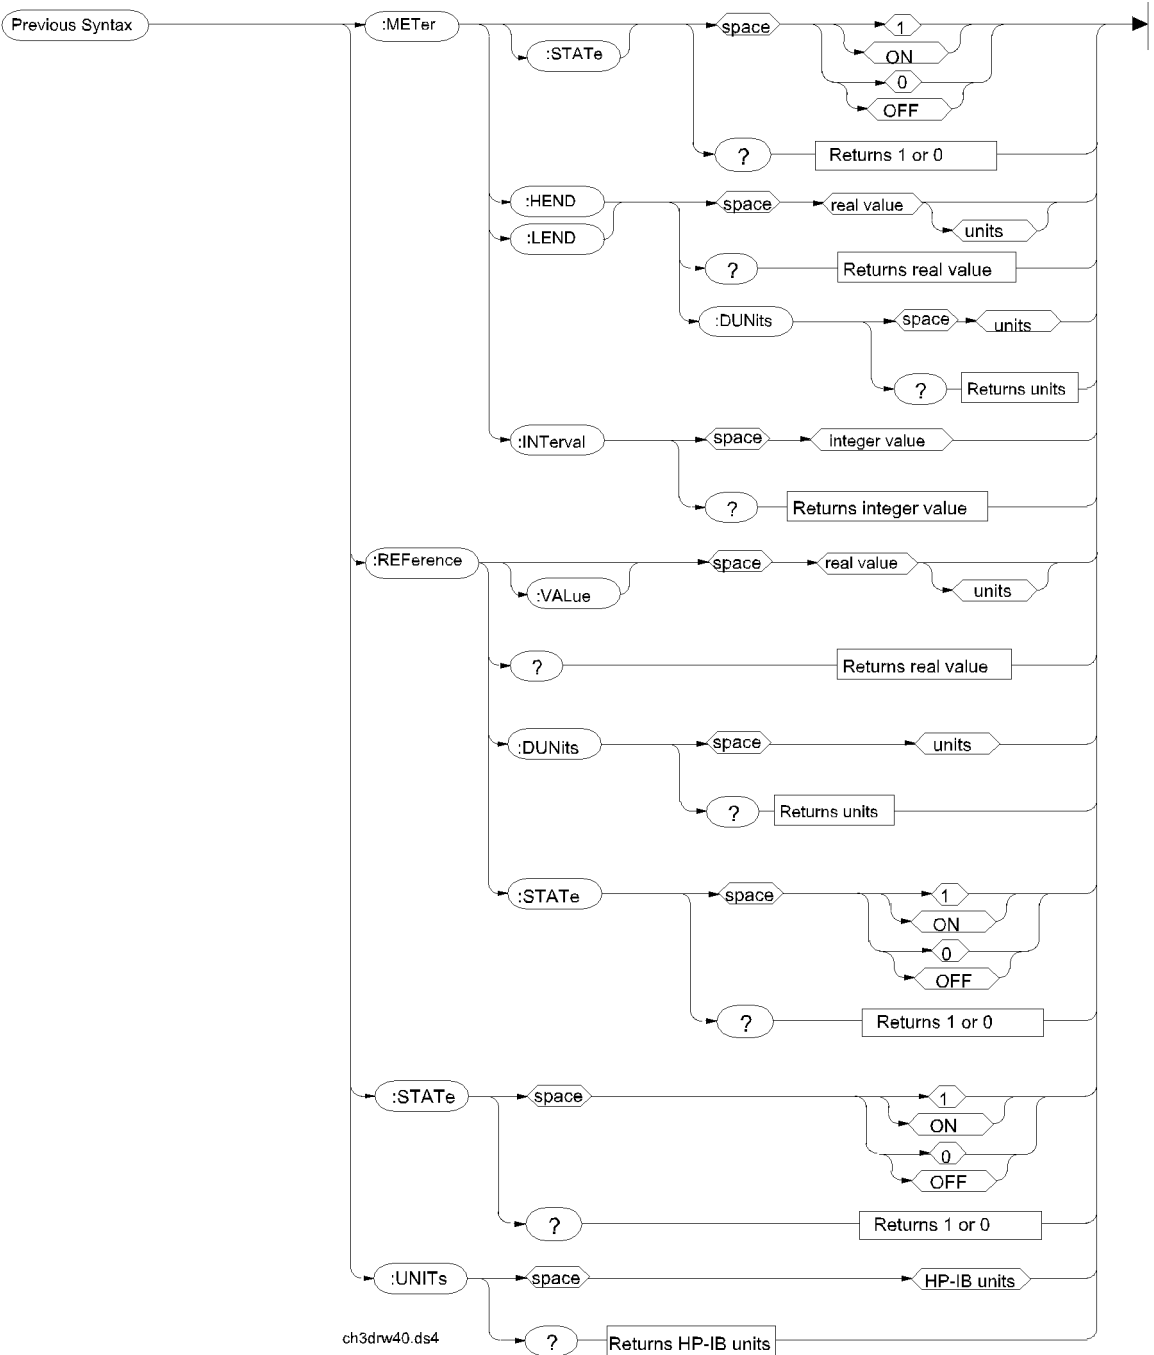 Previous Syntax
:METer
space
1
ON
0
OFF
:STATe
?
Returns 1 or 0
:HEND
:LEND
space
real value
units
?
Returns real value
:DUNits
space
units
?
Returns units
:INTerval
space
integer value
?
Returns integer value
:REFerence
:VALue
space
real value
units
?
Returns real value
:DUNits
space
units
?
Returns units
:STATe
space
1
ON
0
OFF
?
Returns 1 or 0
:STATe
space
1
ON
0
OFF
?
Returns 1 or 0
:UNITs
space
HP-IB units
?
Returns HP-IB units
ch3drw40.ds4